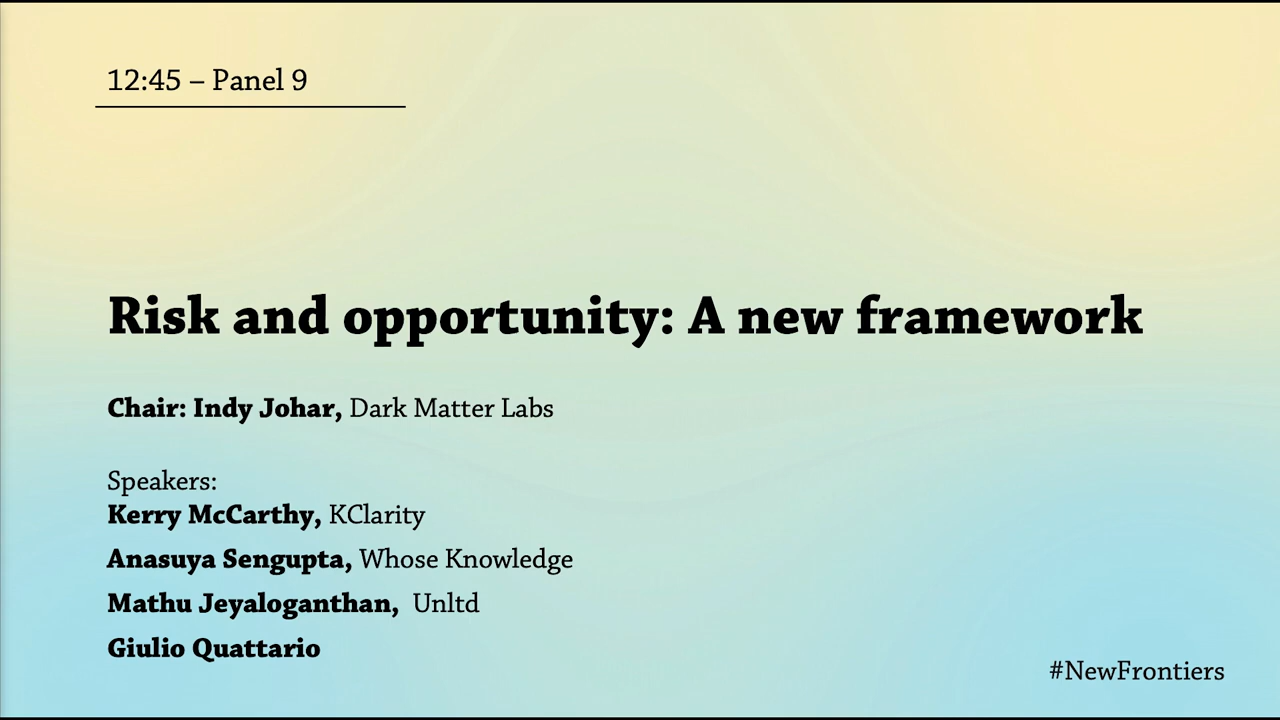 12:45 – Panel 9
Risk and opportunity: A new framework
Chair: Indy Johar, Dark Matter Labs
Speakers:
Kerry McCarthy, KClarity
Anasuya Sengupta, Whose Knowledge
Mathu Jeyaloganthan, Unltd
Giulio Quattario
#NewFrontiers